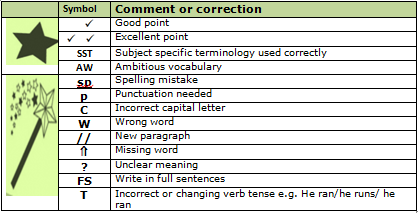 Symbol Comment or correction
✓ Good point
✓ ✓ Excellent point
SST Subject specific terminology used correctly
AW Ambitious vocabulary
sp Spelling mistake
p Punctuation needed
C Incorrect capital letter
W Wrong word
// New paragraph
⇑ Missing word
? Unclear meaning
FS Write in full sentences
T Incorrect or changing verb tense e.g. He ran/he runs/ he
ran